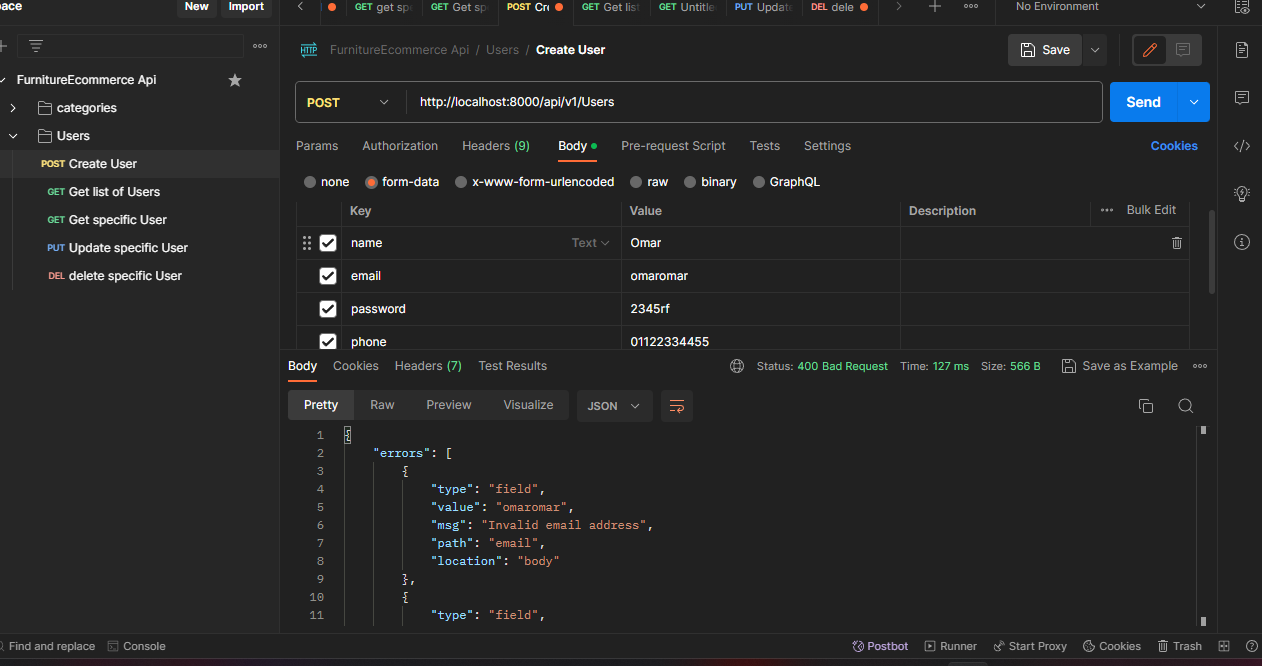 ace
New
Import
GET get spe
GET Get sp
POST Cre
GET Get list
GET Untitle
PUT Update
DEL dele
No Environment
FurnitureEcommerce Api / Users / Create User
Save
FurnitureEcommerce Api
categories
Users
POST Create User
GET Get list of Users
GET Get specific User
PUT Update specific User
DEL delete specific User
HTTP
POST
http://localhost:8000/api/v1/Users
Send
Params Authorization Headers (9) Body Pre-request Script Tests Settings Cookies
none form-data x-www-form-urlencoded raw binary GraphQL
Key Value Description Bulk Edit
name Text Omar
email omaromar
password 2345rf
phone 01122334455
Body Cookies Headers (7) Test Results Status: 400 Bad Request Time: 127 ms Size: 566 B Save as Example
Pretty Raw Preview Visualize JSON
1 {
2 "errors": [
3 {
4 "type": "field",
5 "value": "omaromar",
6 "msg": "Invalid email address",
7 "path": "email",
8 "location": "body"
9 },
10 {
11 "type": "field",
Find and replace Console Postbot Runner Start Proxy Cookies Trash